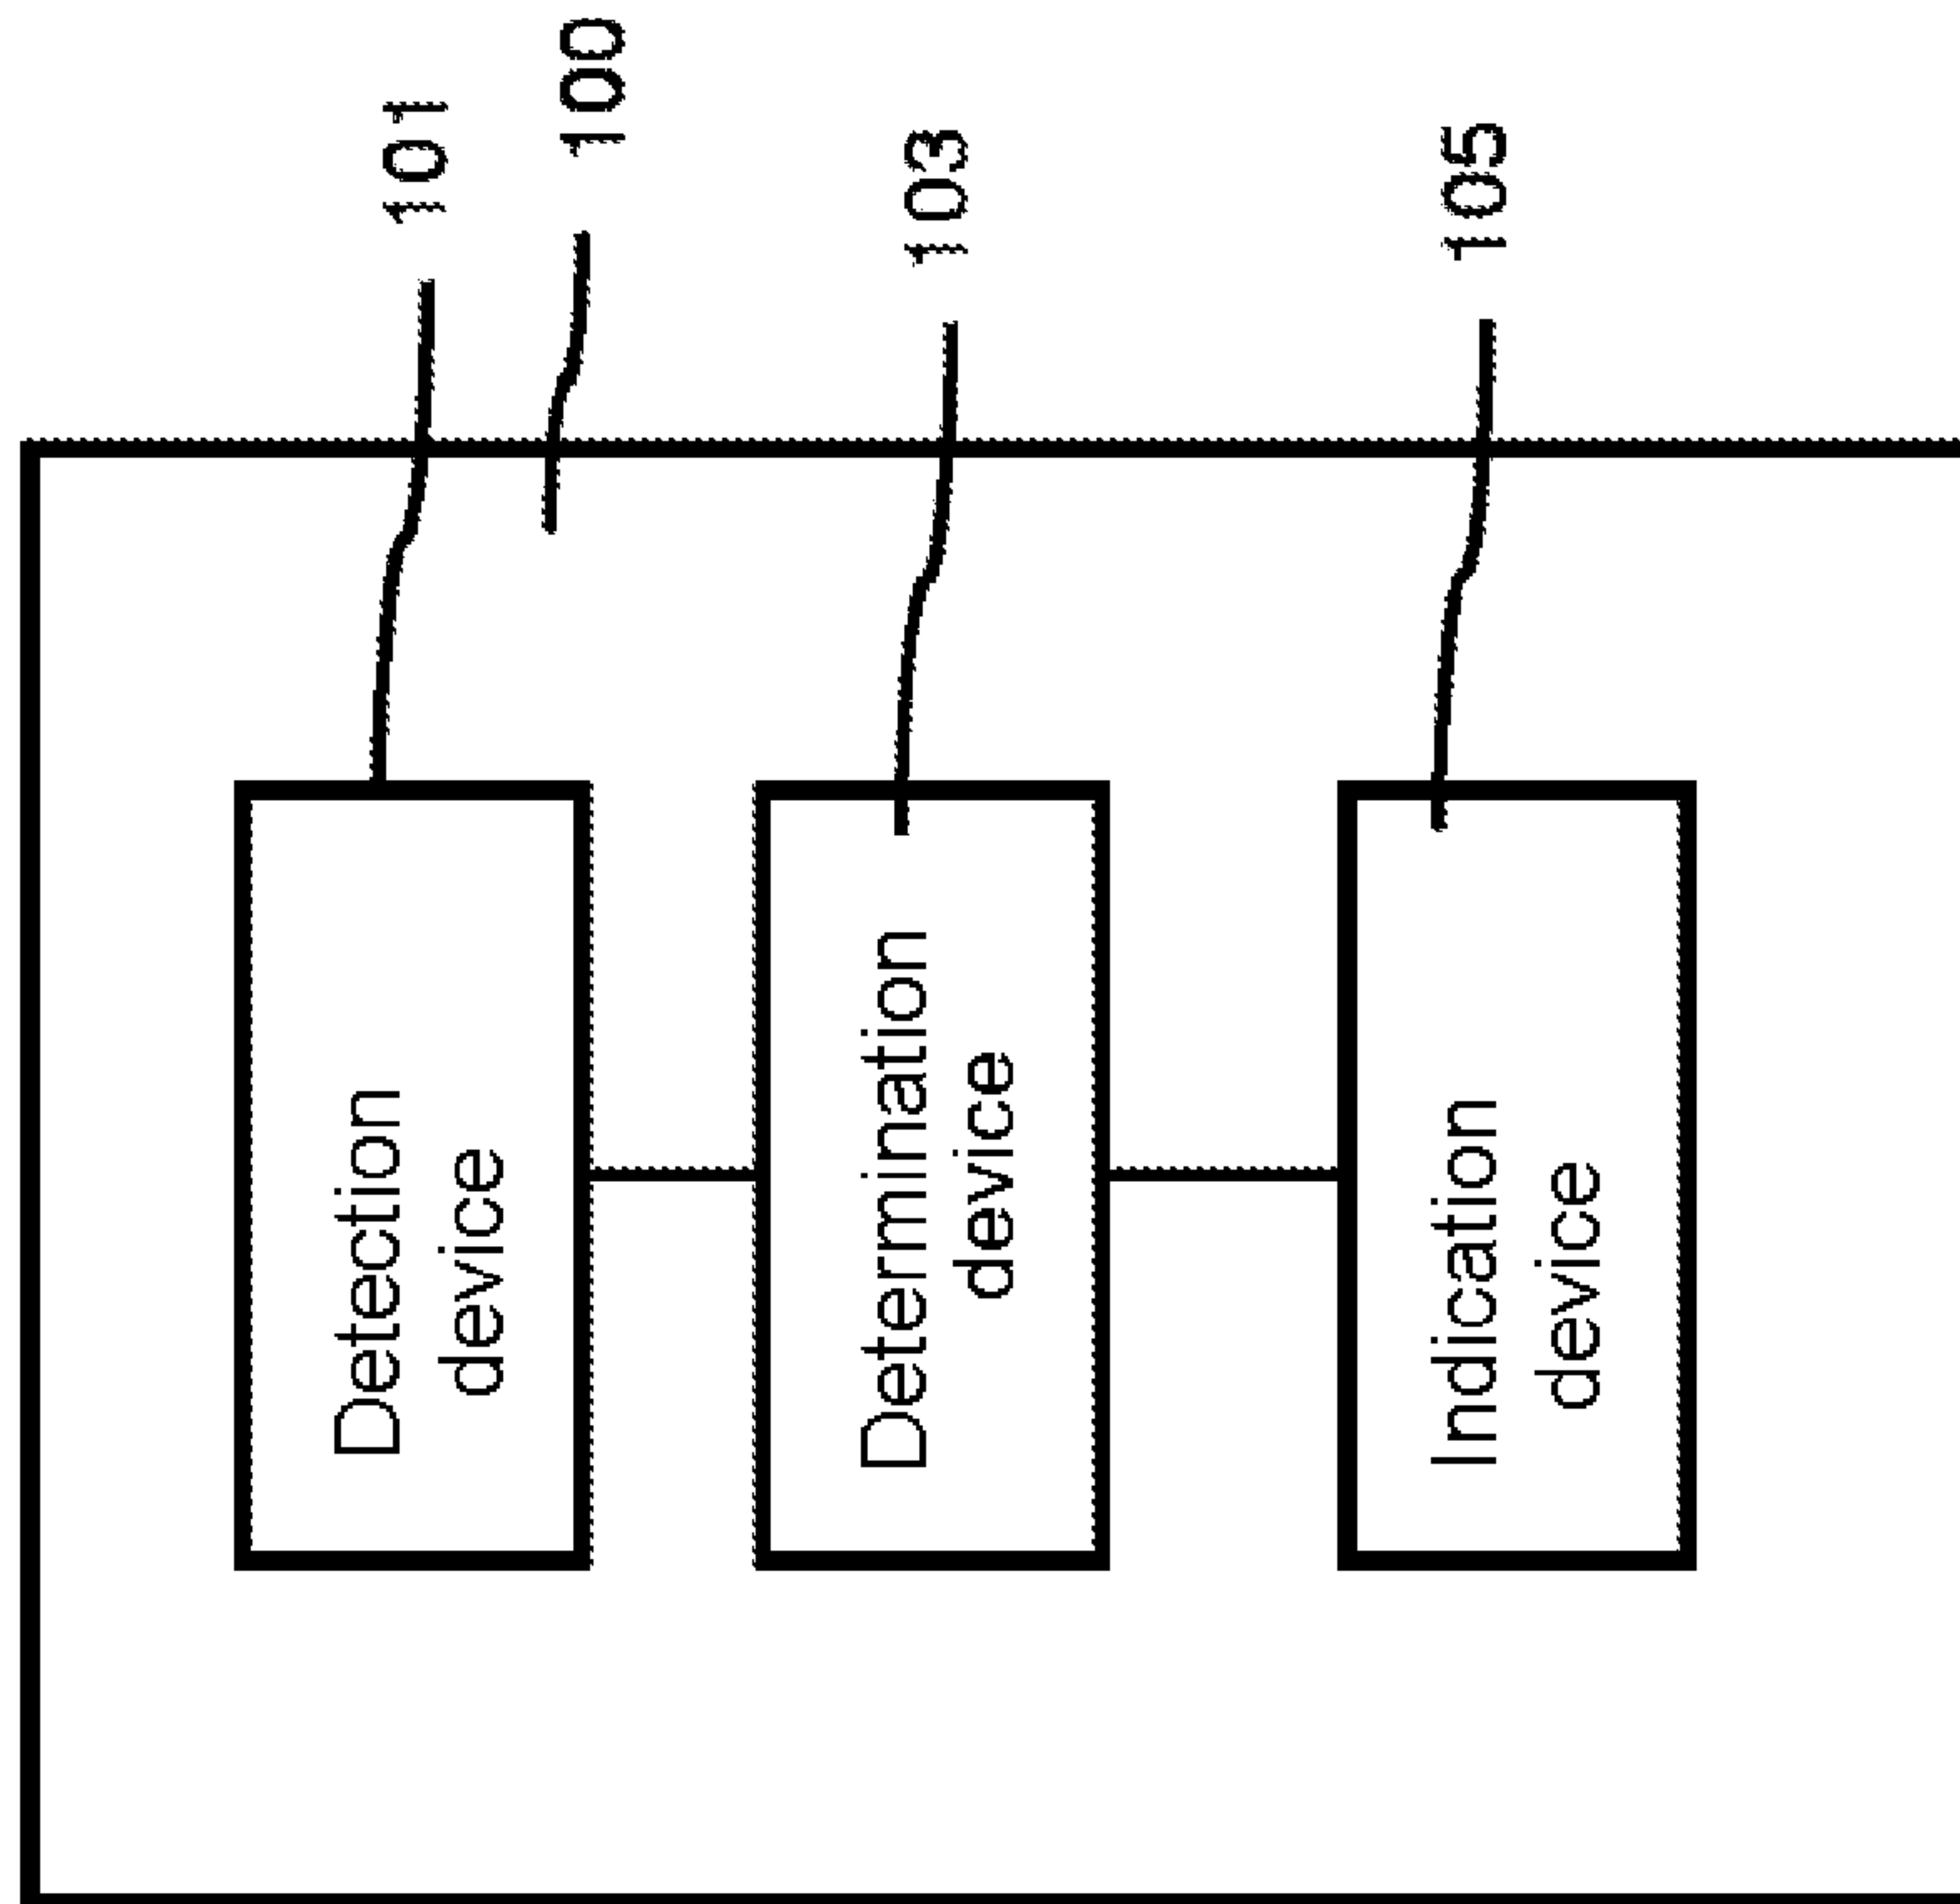 101
100
103
105
Detection
device
Determination
device
Indication
device